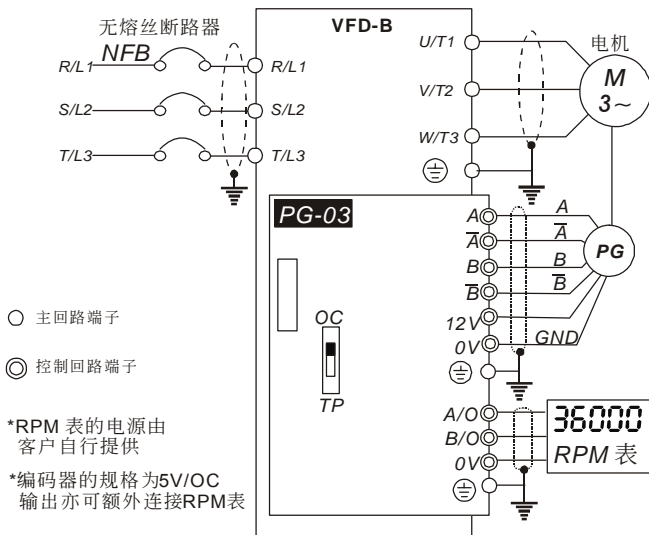 无熔丝断路器
NFB
VFD-B
R/L1
R/L1
S/L2
S/L2
T/L3
T/L3
U/T1
V/T2
W/T3
电机
M
3~
PG-03
OC
TP
A
A̅
B
B̅
12V
0V
A
A̅
B
B̅
GND
PG
A/O
B/O
0V
36000
RPM 表
主回路端子
控制回路端子
*RPM 表的电源由
客户自行提供
*编码器的规格为5V/OC
输出亦可额外连接RPM表